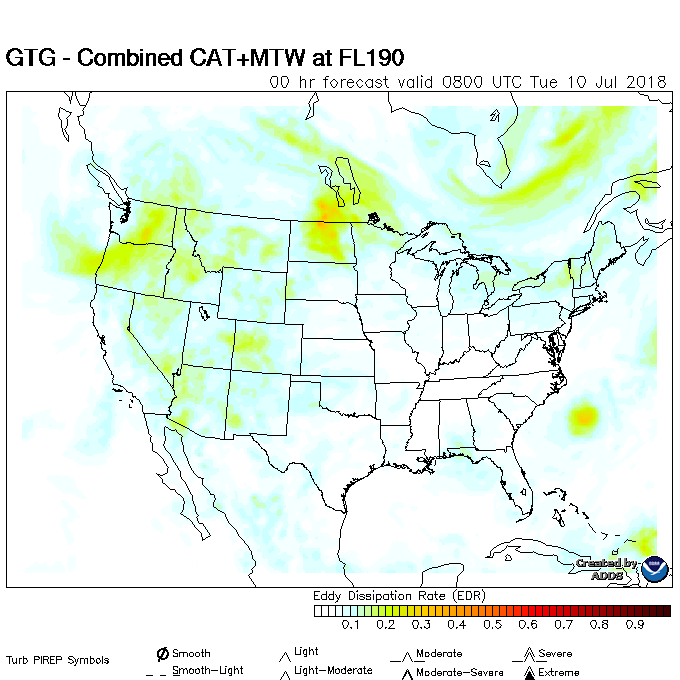 GTG - Combined CAT+MTW at FL190
00 hr forecast valid 0800 UTC Tue 10 Jul 2018
Created by
ADDS
Eddy Dissipation Rate (EDR)
0.1 0.2 0.3 0.4 0.5 0.6 0.7 0.8 0.9
Turb PIREP Symbols
Smooth Light Moderate Severe
Smooth-Light Light-Moderate Moderate-Severe Extreme